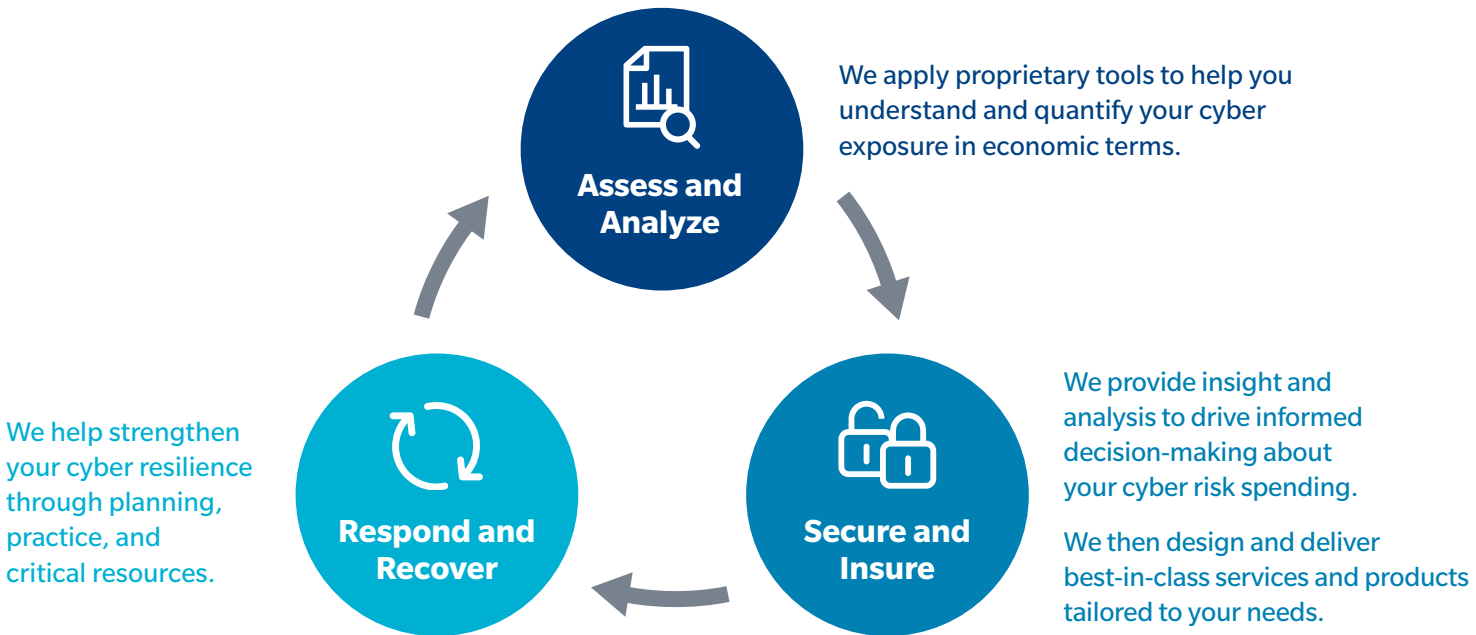 Assess and
Analyze
We apply proprietary tools to help you
understand and quantify your cyber
exposure in economic terms.
Secure and
Insure
We provide insight and
analysis to drive informed
decision-making about
your cyber risk spending.
We then design and deliver
best-in-class services and products
tailored to your needs.
Respond and
Recover
We help strengthen
your cyber resilience
through planning,
practice, and
critical resources.